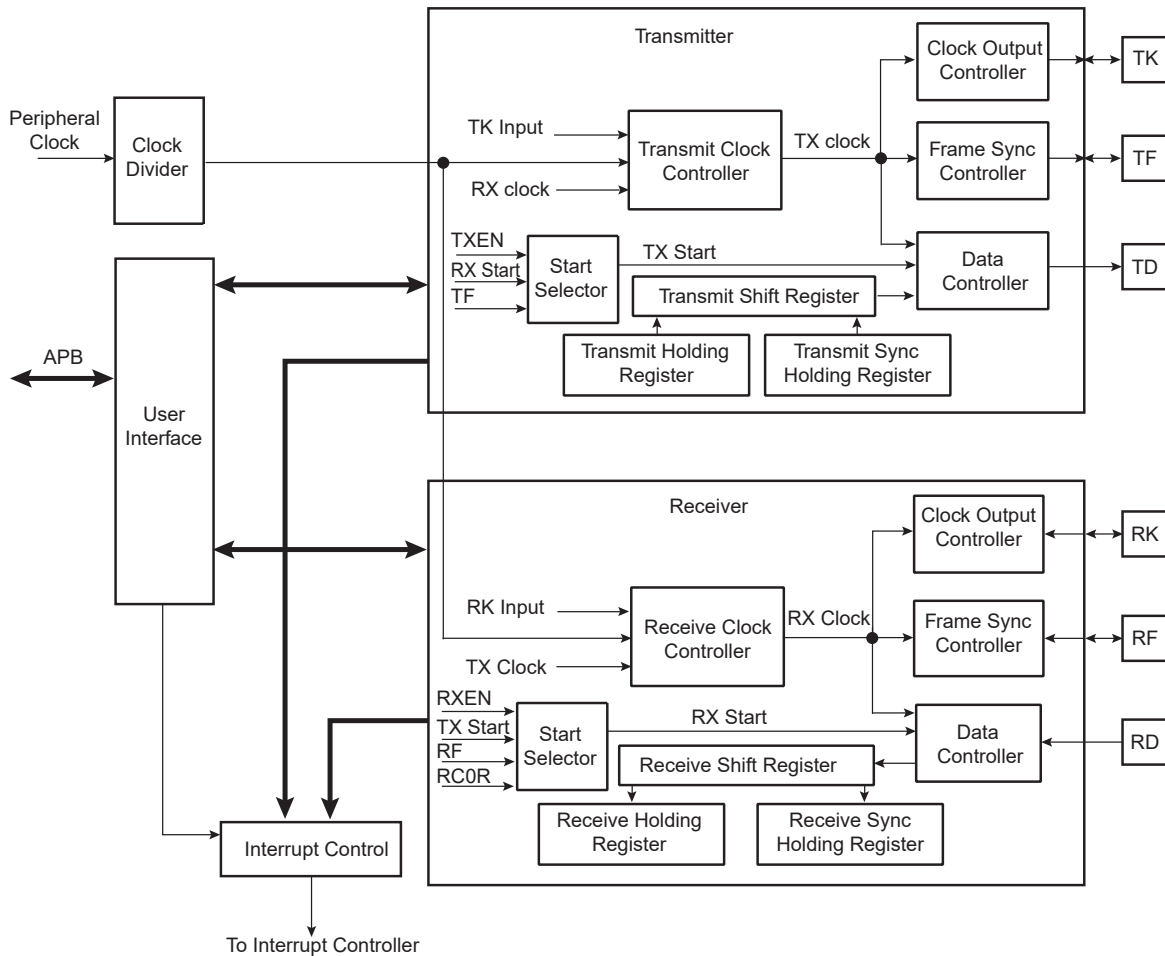 Transmitter
Clock Output
Controller
TK
Peripheral
Clock
Clock
Divider
TK Input
Transmit Clock
Controller
TX clock
Frame Sync
Controller
TF
RX clock
TXEN
RX Start
TF
Start
Selector
TX Start
Data
Controller
TD
Transmit Shift Register
Transmit Holding
Register
Transmit Sync
Holding Register
APB
User
Interface
Receiver
Clock Output
Controller
RK
RK Input
Receive Clock
Controller
RX Clock
Frame Sync
Controller
RF
TX Clock
RXEN
TX Start
RF
RC0R
Start
Selector
RX Start
Data
Controller
RD
Receive Shift Register
Receive Holding
Register
Receive Sync
Holding Register
Interrupt Control
To Interrupt Controller